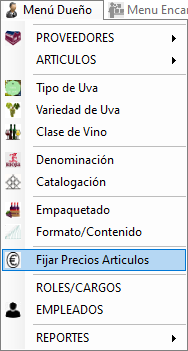 Menú Dueño
Menu Encar
PROVEEDORES
ARTICULOS
Tipo de Uva
Variedad de Uva
Clase de Vino
Denominación
Catalogación
Empaquetado
Formato/Contenido
Fijar Precios Articulos
ROLES/CARGOS
EMPLEADOS
REPORTES